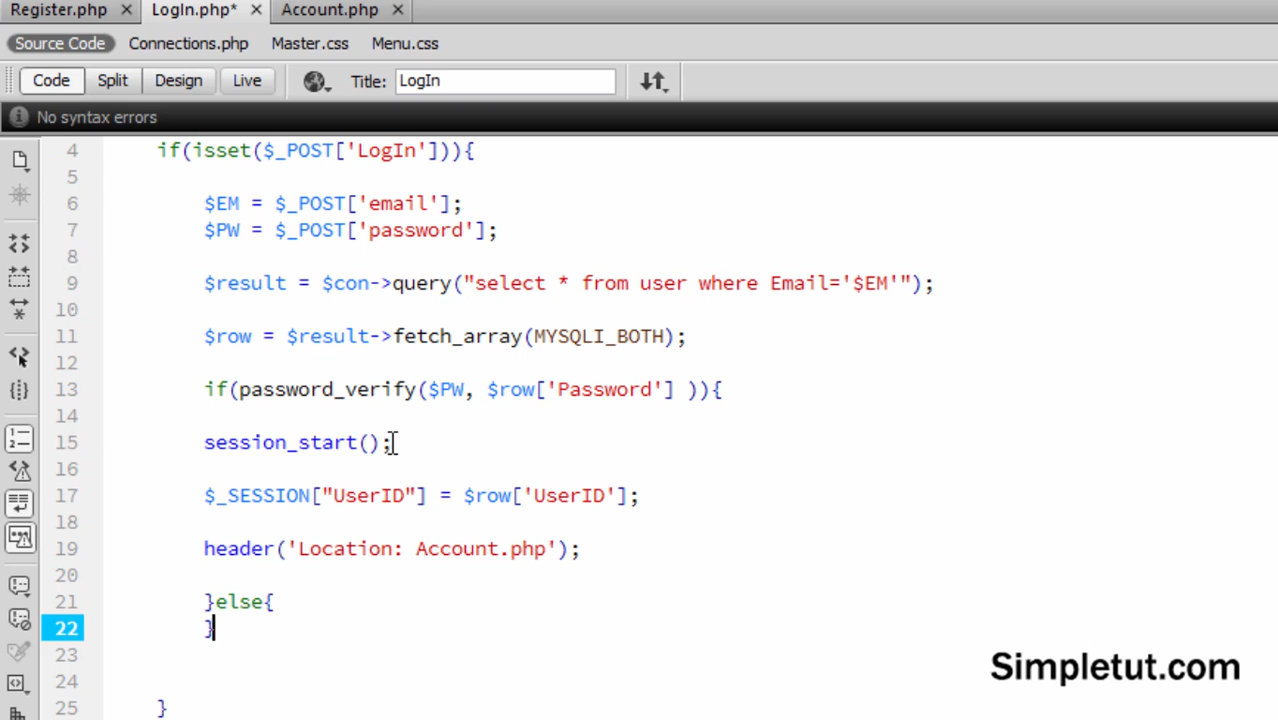 Register.php × LogIn.php* × Account.php ×
Source Code Connections.php Master.css Menu.css
Code Split Design Live Title: LogIn
No syntax errors
4 if(isset($_POST['LogIn'])){
5
6 $EM = $_POST['email'];
7 $PW = $_POST['password'];
8
9 $result = $con->query("select * from user where Email='$EM'");
10
11 $row = $result->fetch_array(MYSQLI_BOTH);
12
13 if(password_verify($PW, $row['Password'] )){
14
15 session_start();
16
17 $_SESSION["UserID"] = $row['UserID'];
18
19 header('Location: Account.php');
20
21 }else{
22 }
23
24
25 }
Simpletut.com